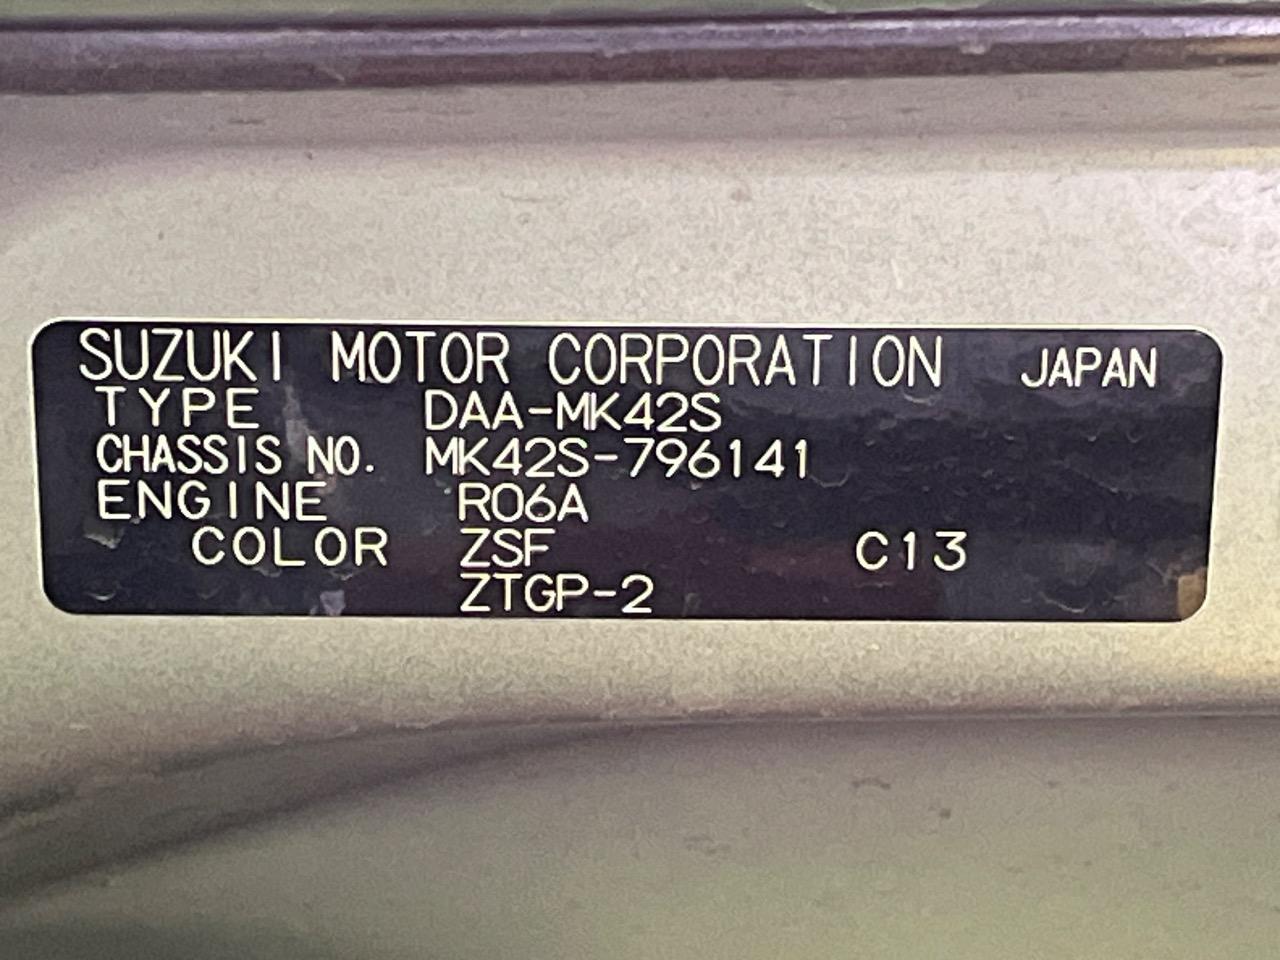 SUZUKI MOTOR CORPORATION JAPAN
TYPE DAA-MK42S
CHASSIS NO. MK42S-796141
ENGINE R06A
COLOR ZSF C13
ZTGP-2